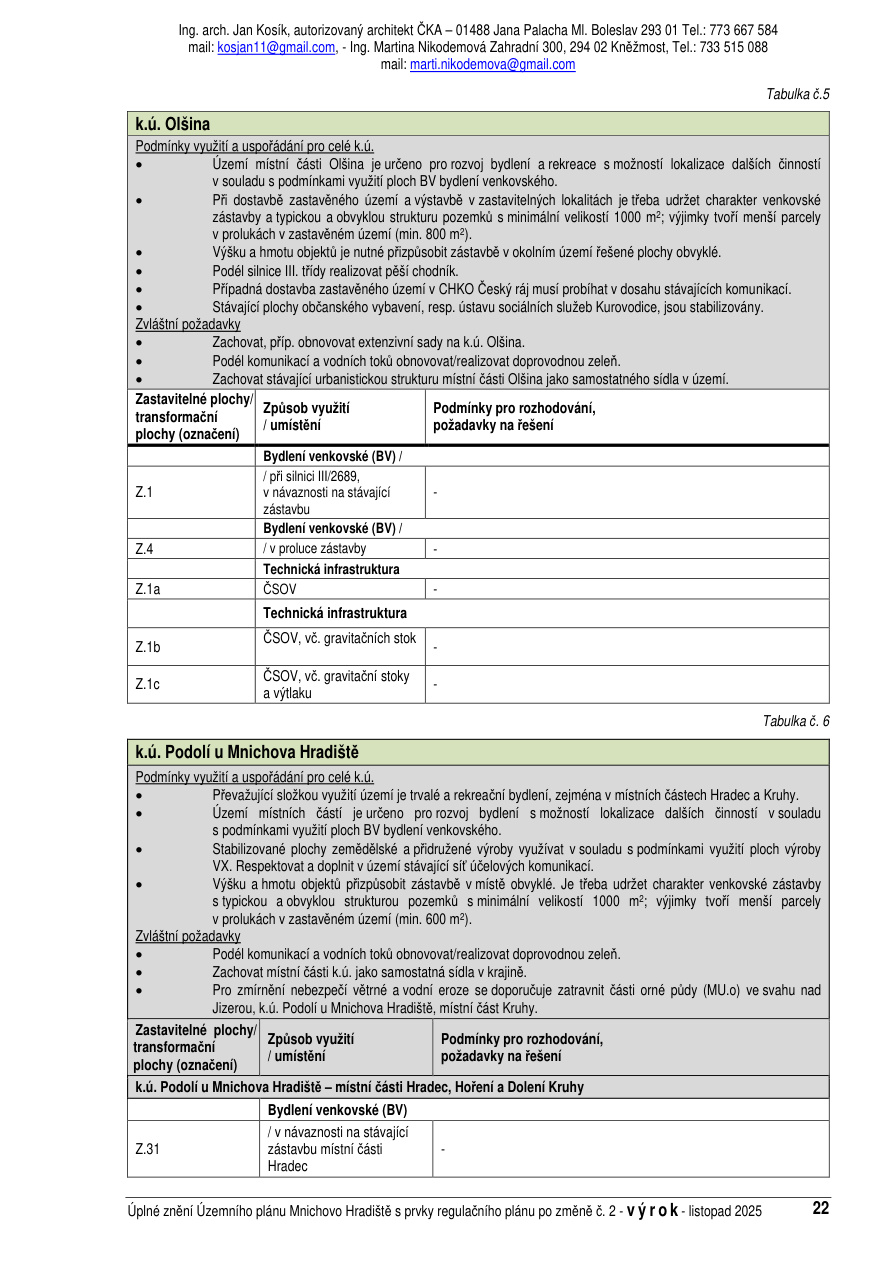 Ing. arch. Jan Kosík, autorizovaný architekt ČKA – 01488 Jana Palacha Ml. Boleslav 293 01 Tel.: 773 667 584
mail: kosjan11@gmail.com, - Ing. Martina Nikodemová Zahradní 300, 294 02 Kněžmost, Tel.: 733 515 088
mail: marti.nikodemova@gmail.com
Tabulka č.5
k.ú. Olšina
Podmínky využití a uspořádání pro celé k.ú.
• Území místní části Olšina je určeno pro rozvoj bydlení a rekreace s možností lokalizace dalších činností
v souladu s podmínkami využití ploch BV bydlení venkovského.
• Při dostavbě zastavěného území a výstavbě v zastavitelných lokalitách je třeba udržet charakter venkovské
zástavby a typickou a obvyklou strukturu pozemků s minimální velikostí 1000 m²; výjimky tvoří menší parcely
v prolukách v zastavěném území (min. 800 m²).
• Výšku a hmotu objektů je nutné přizpůsobit zástavbě v okolním území řešené plochy obvyklé.
• Podél silnice III. třídy realizovat pěší chodník.
• Případná dostavba zastavěného území v CHKO Český ráj musí probíhat v dosahu stávajících komunikací.
• Stávající plochy občanského vybavení, resp. ústavu sociálních služeb Kurovodice, jsou stabilizovány.
Zvláštní požadavky
• Zachovat, příp. obnovovat extenzivní sady na k.ú. Olšina.
• Podél komunikací a vodních toků obnovovat/realizovat doprovodnou zeleň.
• Zachovat stávající urbanistickou strukturu místní části Olšina jako samostatného sídla v území.
Zastavitelné plochy/
transformační
plochy (označení)
Způsob využití
/ umístění
Podmínky pro rozhodování,
požadavky na řešení
Bydlení venkovské (BV) /
Z.1
/ při silnici III/2689,
v návaznosti na stávající
zástavbu
-
Bydlení venkovské (BV) /
Z.4
/ v proluce zástavby
-
Technická infrastruktura
Z.1a
ČSOV
-
Technická infrastruktura
Z.1b
ČSOV, vč. gravitačních stok
-
Z.1c
ČSOV, vč. gravitační stoky
a výtlaku
-
Tabulka č. 6
k.ú. Podolí u Mnichova Hradiště
Podmínky využití a uspořádání pro celé k.ú.
• Převažující složkou využití území je trvalé a rekreační bydlení, zejména v místních částech Hradec a Kruhy.
• Území místních částí je určeno pro rozvoj bydlení s možností lokalizace dalších činností v souladu
s podmínkami využití ploch BV bydlení venkovského.
• Stabilizované plochy zemědělské a přidružené výroby využívat v souladu s podmínkami využití ploch výroby
VX. Respektovat a doplnit v území stávající síť účelových komunikací.
• Výšku a hmotu objektů přizpůsobit zástavbě v místě obvyklé. Je třeba udržet charakter venkovské zástavby
s typickou a obvyklou strukturou pozemků s minimální velikostí 1000 m²; výjimky tvoří menší parcely
v prolukách v zastavěném území (min. 600 m²).
Zvláštní požadavky
• Podél komunikací a vodních toků obnovovat/realizovat doprovodnou zeleň.
• Zachovat místní části k.ú. jako samostatná sídla v krajině.
• Pro zmírnění nebezpečí větrné a vodní eroze se doporučuje zatravnit části orné půdy (MU.o) ve svahu nad
Jizerou, k.ú. Podolí u Mnichova Hradiště, místní část Kruhy.
Zastavitelné plochy/
transformační
plochy (označení)
Způsob využití
/ umístění
Podmínky pro rozhodování,
požadavky na řešení
k.ú. Podolí u Mnichova Hradiště – místní části Hradec, Hoření a Dolení Kruhy
Bydlení venkovské (BV)
Z.31
/ v návaznosti na stávající
zástavbu místní části
Hradec
-
Úplné znění Územního plánu Mnichovo Hradiště s prvky regulačního plánu po změně č. 2 - v ý r o k - listopad 2025 22